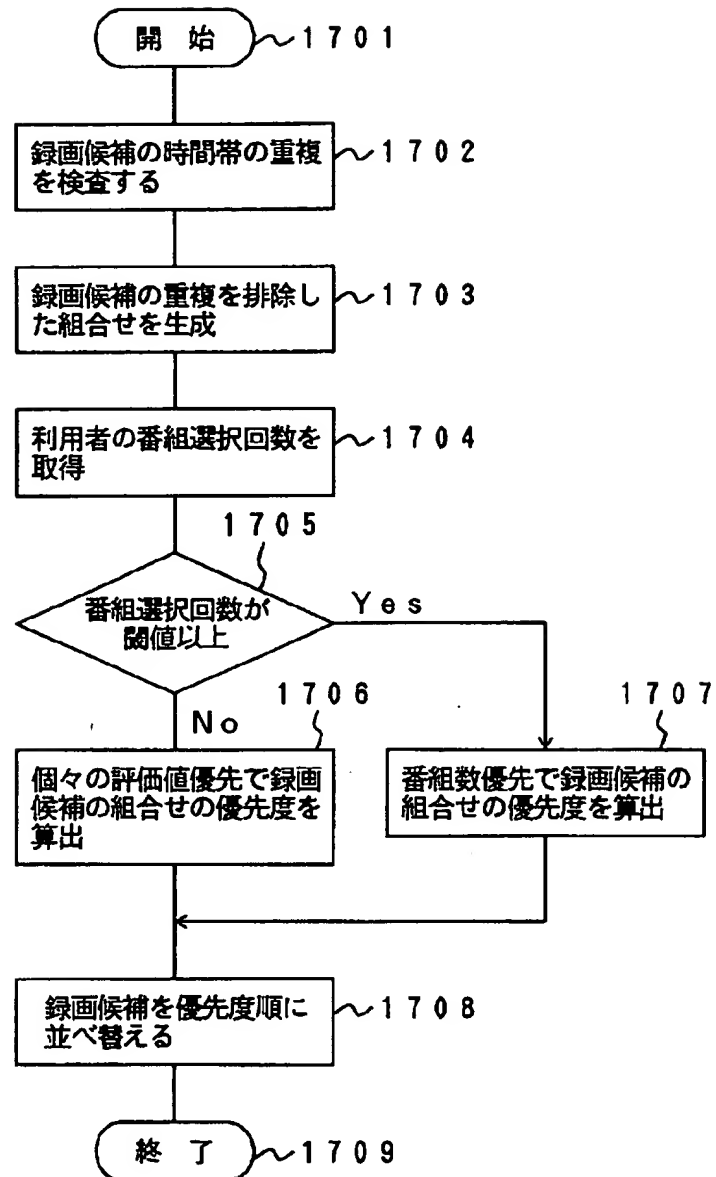 開 始
1701
録画候補の時間帯の重複
を検査する
1702
録画候補の重複を排除し
た組合せを生成
1703
利用者の番組選択回数を
取得
1704
1705
番組選択回数が
閾値以上
Yes
No
1706
個々の評価値優先で録画
候補の組合せの優先度を
算出
1707
番組数優先で録画候補の
組合せの優先度を算出
録画候補を優先度順に
並べ替える
1708
終 了
1709